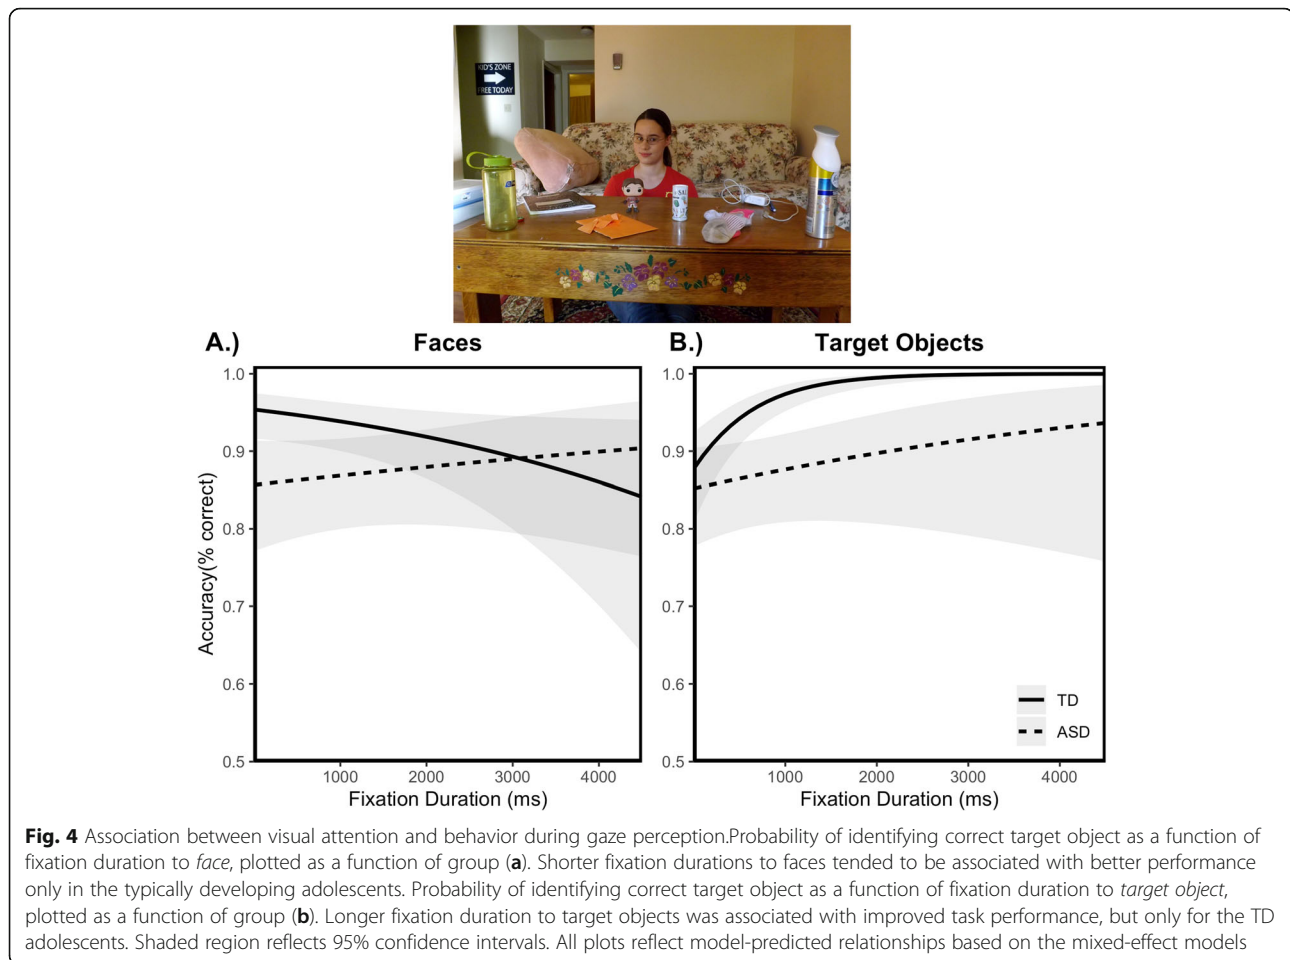 KID'S ZONE
FREE TODAY
A.) Faces
B.) Target Objects
Accuracy(% correct)
1.0
0.9
0.8
0.7
0.6
0.5
1000 2000 3000 4000
Fixation Duration (ms)
1.0
0.9
0.8
0.7
0.6
0.5
TD
ASD
1000 2000 3000 4000
Fixation Duration (ms)
Fig. 4 Association between visual attention and behavior during gaze perception.Probability of identifying correct target object as a function of
fixation duration to face, plotted as a function of group (a). Shorter fixation durations to faces tended to be associated with better performance
only in the typically developing adolescents. Probability of identifying correct target object as a function of fixation duration to target object,
plotted as a function of group (b). Longer fixation duration to target objects was associated with improved task performance, but only for the TD
adolescents. Shaded region reflects 95% confidence intervals. All plots reflect model-predicted relationships based on the mixed-effect models